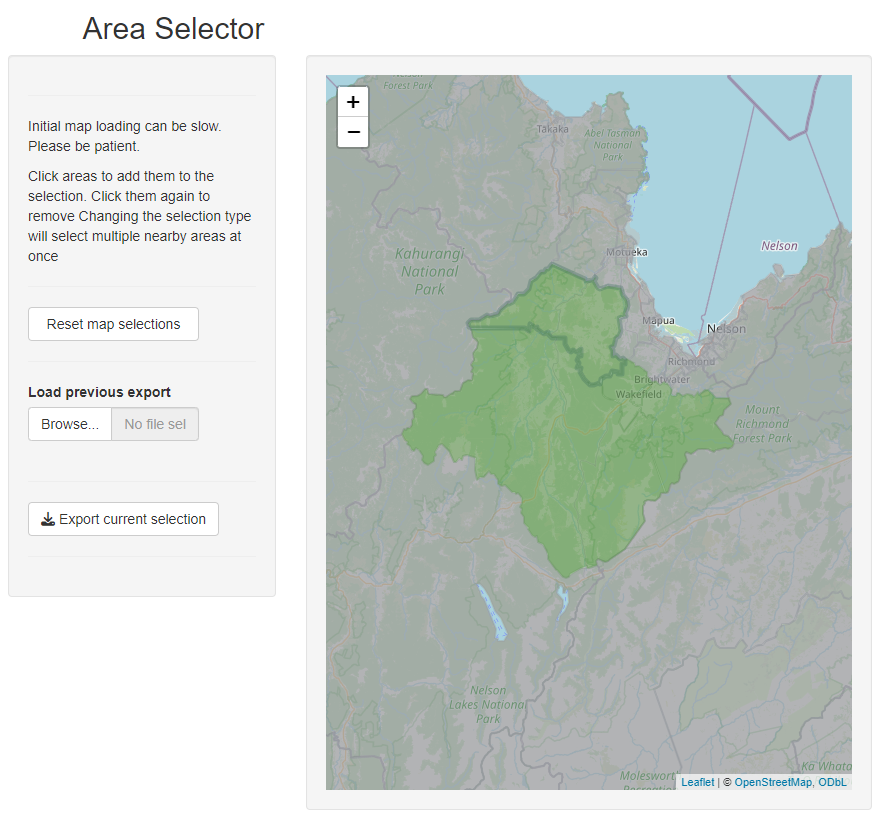 Area Selector
Initial map loading can be slow.
Please be patient.
Click areas to add them to the
selection. Click them again to
remove Changing the selection type
will select multiple nearby areas at
once
Reset map selections
Load previous export
Browse...
No file sel
Export current selection
+
−
Forest Park
Takaka
Abel Tasman
National
Park
Kahurangi
National
Park
Motueka
Nelson
Māpua
Nelson
Richmond
Brightwater
Wakefield
Mount
Richmond
Forest Park
Nelson
Lakes National
Park
Molesworth
Ka Whata
Leaflet | © OpenStreetMap, ODbL